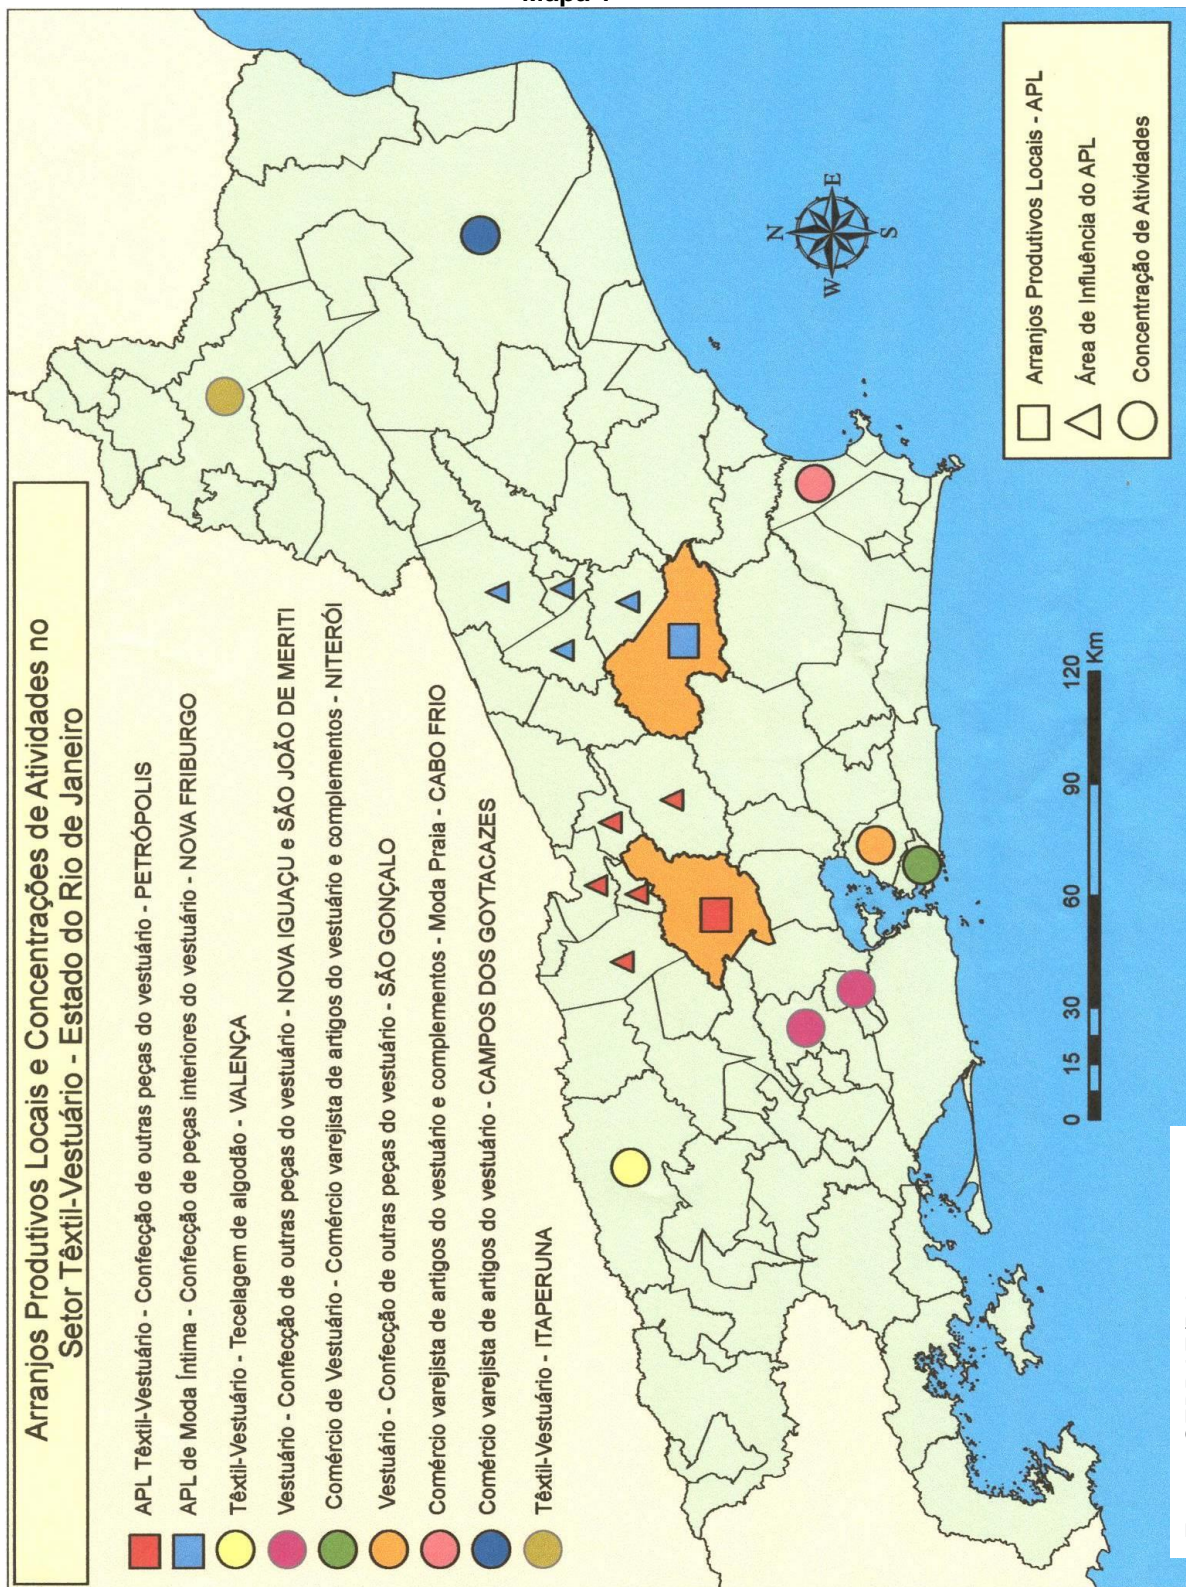 Arranjos Produtivos Locais e Concentrações de Atividades no
Setor Têxtil-Vestuário - Estado do Rio de Janeiro
APL Têxtil-Vestuário - Confecção de outras peças do vestuário - PETRÓPOLIS
APL de Moda Íntima - Confecção de peças interiores do vestuário - NOVA FRIBURGO
Têxtil-Vestuário - Tecelagem de algodão - VALENÇA
Vestuário - Confecção de outras peças do vestuário - NOVA IGUAÇU e SÃO JOÃO DE MERITI
Comércio de Vestuário - Comércio varejista de artigos do vestuário e complementos - NITERÓI
Vestuário - Confecção de outras peças do vestuário - SÃO GONÇALO
Comércio varejista de artigos do vestuário e complementos - Moda Praia - CABO FRIO
Comércio varejista de artigos do vestuário - CAMPOS DOS GOYTACAZES
Têxtil-Vestuário - ITAPERUNA
N
W E
S
0 15 30 60 90 120
Km
Arranjos Produtivos Locais - APL
Área de Influência do APL
Concentração de Atividades